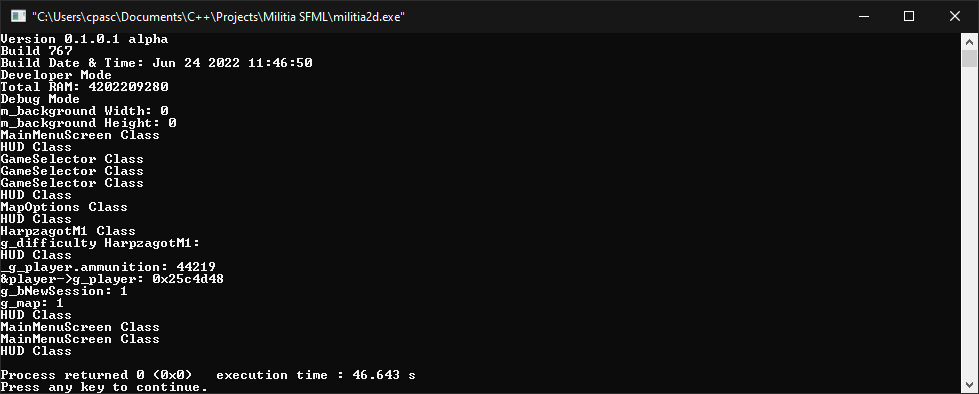 "C:\Users\cpasc\Documents\C++\Projects\Militia SFML\militia2d.exe"
Version 0.1.0.1 alpha
Build 767
Build Date & Time: Jun 24 2022 11:46:50
Developer Mode
Total RAM: 4202209280
Debug Mode
m_background Width: 0
m_background Height: 0
MainMenuScreen Class
HUD Class
GameSelector Class
GameSelector Class
GameSelector Class
HUD Class
MapOptions Class
HUD Class
HarpzagotM1 Class
g_difficulty HarpzagotM1:
HUD Class
_g_player.ammunition: 44219
&player->g_player: 0x25c4d48
g_bNewSession: 1
g_map: 1
HUD Class
MainMenuScreen Class
MainMenuScreen Class
HUD Class
Process returned 0 (0x0)   execution time : 46.643 s
Press any key to continue.